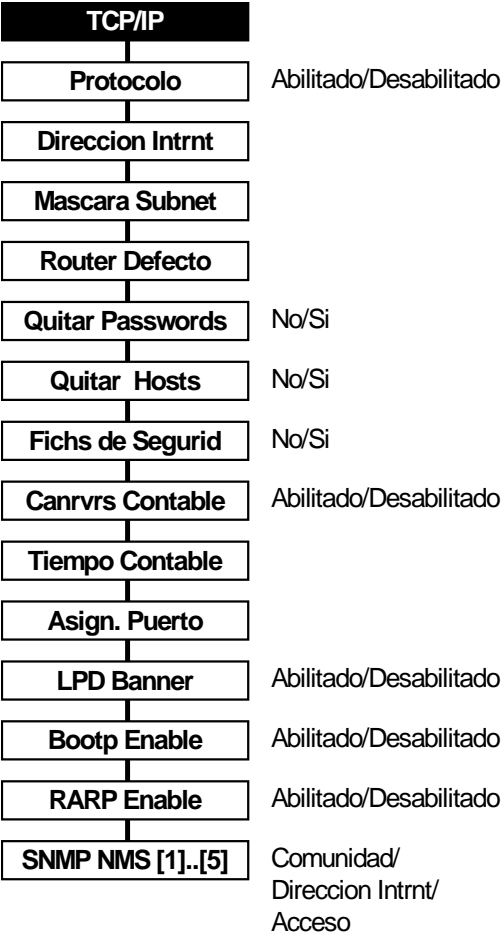 TCP/IP
Protocolo Abilitado/Desabilitado
Direccion Intrnt
Mascara Subnet
Router Defecto
Quitar Passwords No/Si
Quitar Hosts No/Si
Fichs de Segurid No/Si
Canrvrs Contable Abilitado/Desabilitado
Tiempo Contable
Asign. Puerto
LPD Banner Abilitado/Desabilitado
Bootp Enable Abilitado/Desabilitado
RARP Enable Abilitado/Desabilitado
SNMP NMS [1]..[5] Comunidad/
Direccion Intrnt/
Acceso